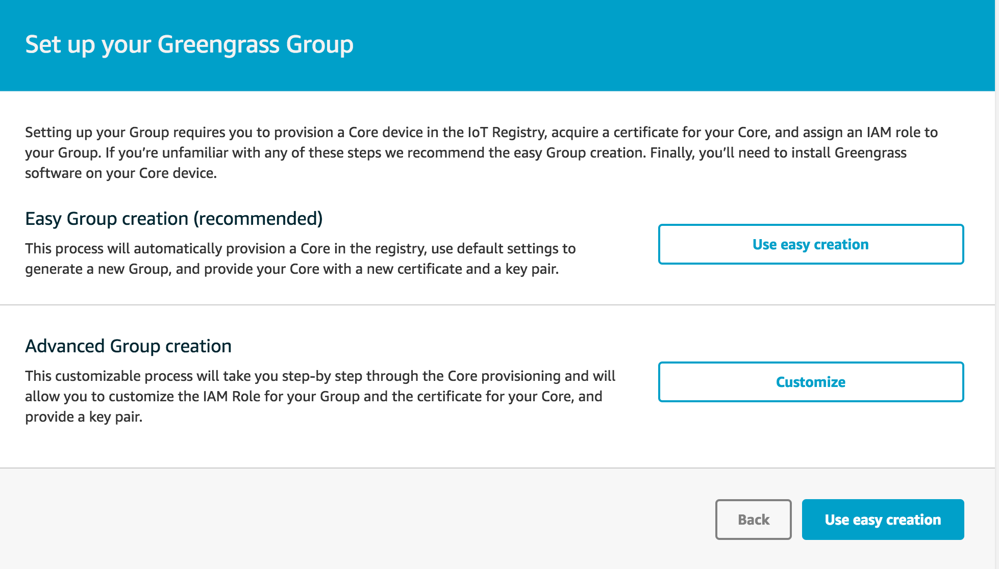 Set up your Greengrass Group
Setting up your Group requires you to provision a Core device in the IoT Registry, acquire a certificate for your Core, and assign an IAM role to
your Group. If you’re unfamiliar with any of these steps we recommend the easy Group creation. Finally, you’ll need to install Greengrass
software on your Core device.
Easy Group creation (recommended)
This process will automatically provision a Core in the registry, use default settings to
generate a new Group, and provide your Core with a new certificate and a key pair.
Use easy creation
Advanced Group creation
This customizable process will take you step-by step through the Core provisioning and will
allow you to customize the IAM Role for your Group and the certificate for your Core, and
provide a key pair.
Customize
Back
Use easy creation